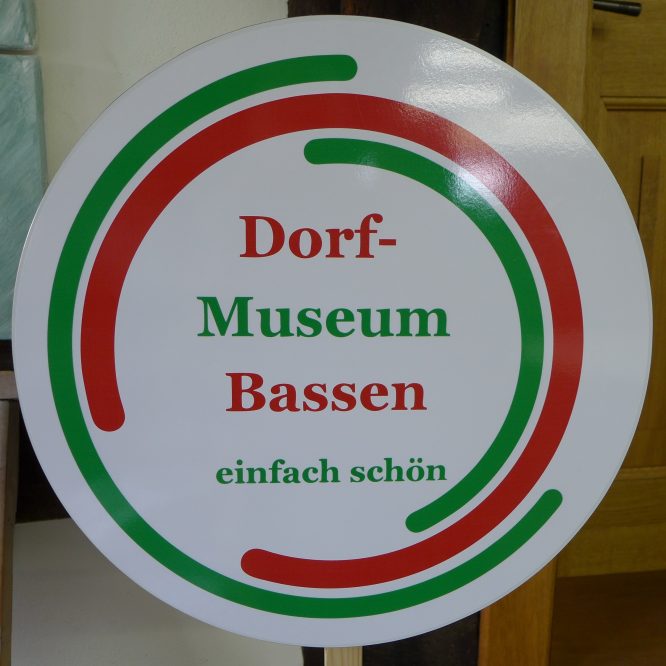 Dorf-
Museum
Bassen
einfach schön